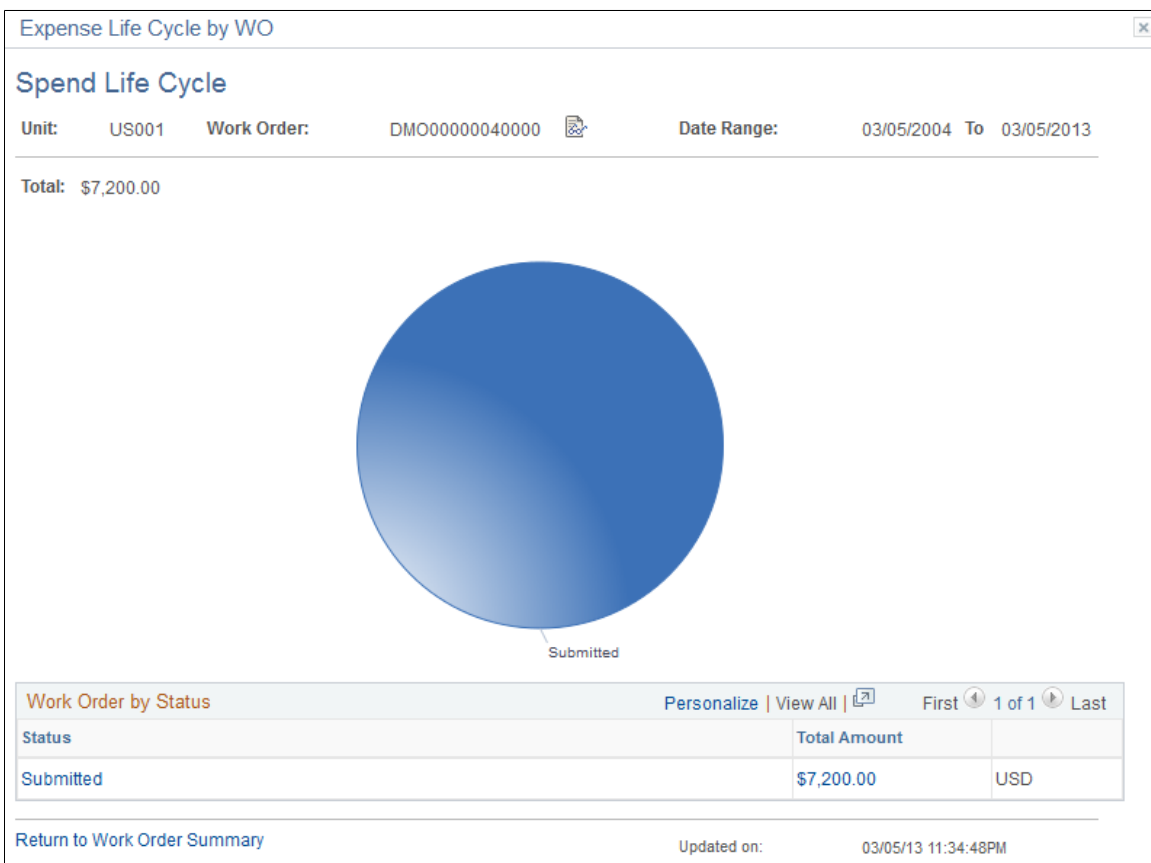 Expense Life Cycle by WO
Spend Life Cycle
Unit: US001 Work Order: DMO00000040000 Date Range: 03/05/2004 To 03/05/2013
Total: $7,200.00
Submitted
Work Order by Status Personalize | View All | First 1 of 1 Last
Status Total Amount
Submitted $7,200.00 USD
Return to Work Order Summary Updated on: 03/05/13 11:34:48PM